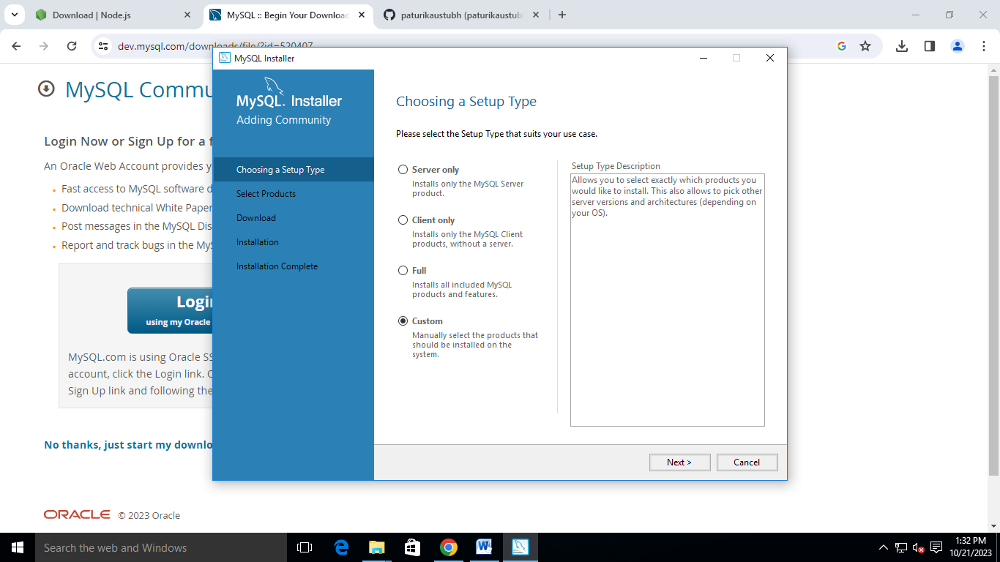 Download | Node.js
MySQL :: Begin Your Downloa
paturikaustubh (paturikaustub
dev.mysql.com/downloads/file/?id=520407
MySQL Installer
MySQL Commu
MySQL. Installer
Adding Community
Choosing a Setup Type
Select Products
Download
Installation
Installation Complete
Choosing a Setup Type
Please select the Setup Type that suits your use case.
Server only
Installs only the MySQL Server
product.
Client only
Installs only the MySQL Client
products, without a server.
Full
Installs all included MySQL
products and features.
Custom
Manually select the products that
should be installed on the
system.
Setup Type Description
Allows you to select exactly which products you
would like to install. This also allows to pick other
server versions and architectures (depending on
your OS).
Next >
Cancel
Login Now or Sign Up for a f
An Oracle Web Account provides y
Fast access to MySQL software d
Download technical White Paper
Post messages in the MySQL Dis
Report and track bugs in the MyS
Login
using my Oracle
MySQL.com is using Oracle SS
account, click the Login link. O
Sign Up link and following the
No thanks, just start my downlo
ORACLE © 2023 Oracle
Search the web and Windows
1:32 PM
10/21/2023